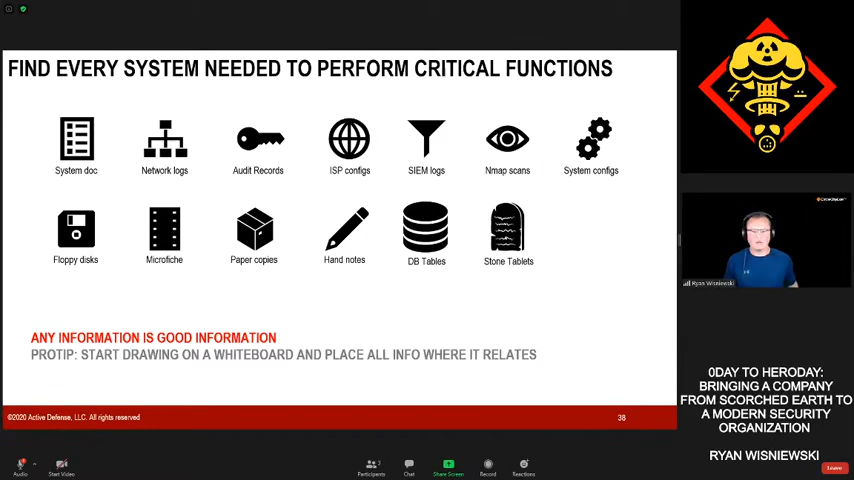 FIND EVERY SYSTEM NEEDED TO PERFORM CRITICAL FUNCTIONS
System doc
Network logs
Audit Records
ISP configs
SIEM logs
Nmap scans
System configs
Floppy disks
Microfiche
Paper copies
Hand notes
DB Tables
Stone Tablets
ANY INFORMATION IS GOOD INFORMATION
PROTIP: START DRAWING ON A WHITEBOARD AND PLACE ALL INFO WHERE IT RELATES
©2020 Active Defense, LLC. All rights reserved
38
Ryan Wisniewski
0DAY TO HERODAY:
BRINGING A COMPANY
FROM SCORCHED EARTH TO
A MODERN SECURITY
ORGANIZATION
RYAN WISNIEWSKI
Audio
Start Video
Participants
3
Chat
Share Screen
Record
Reactions
Leave